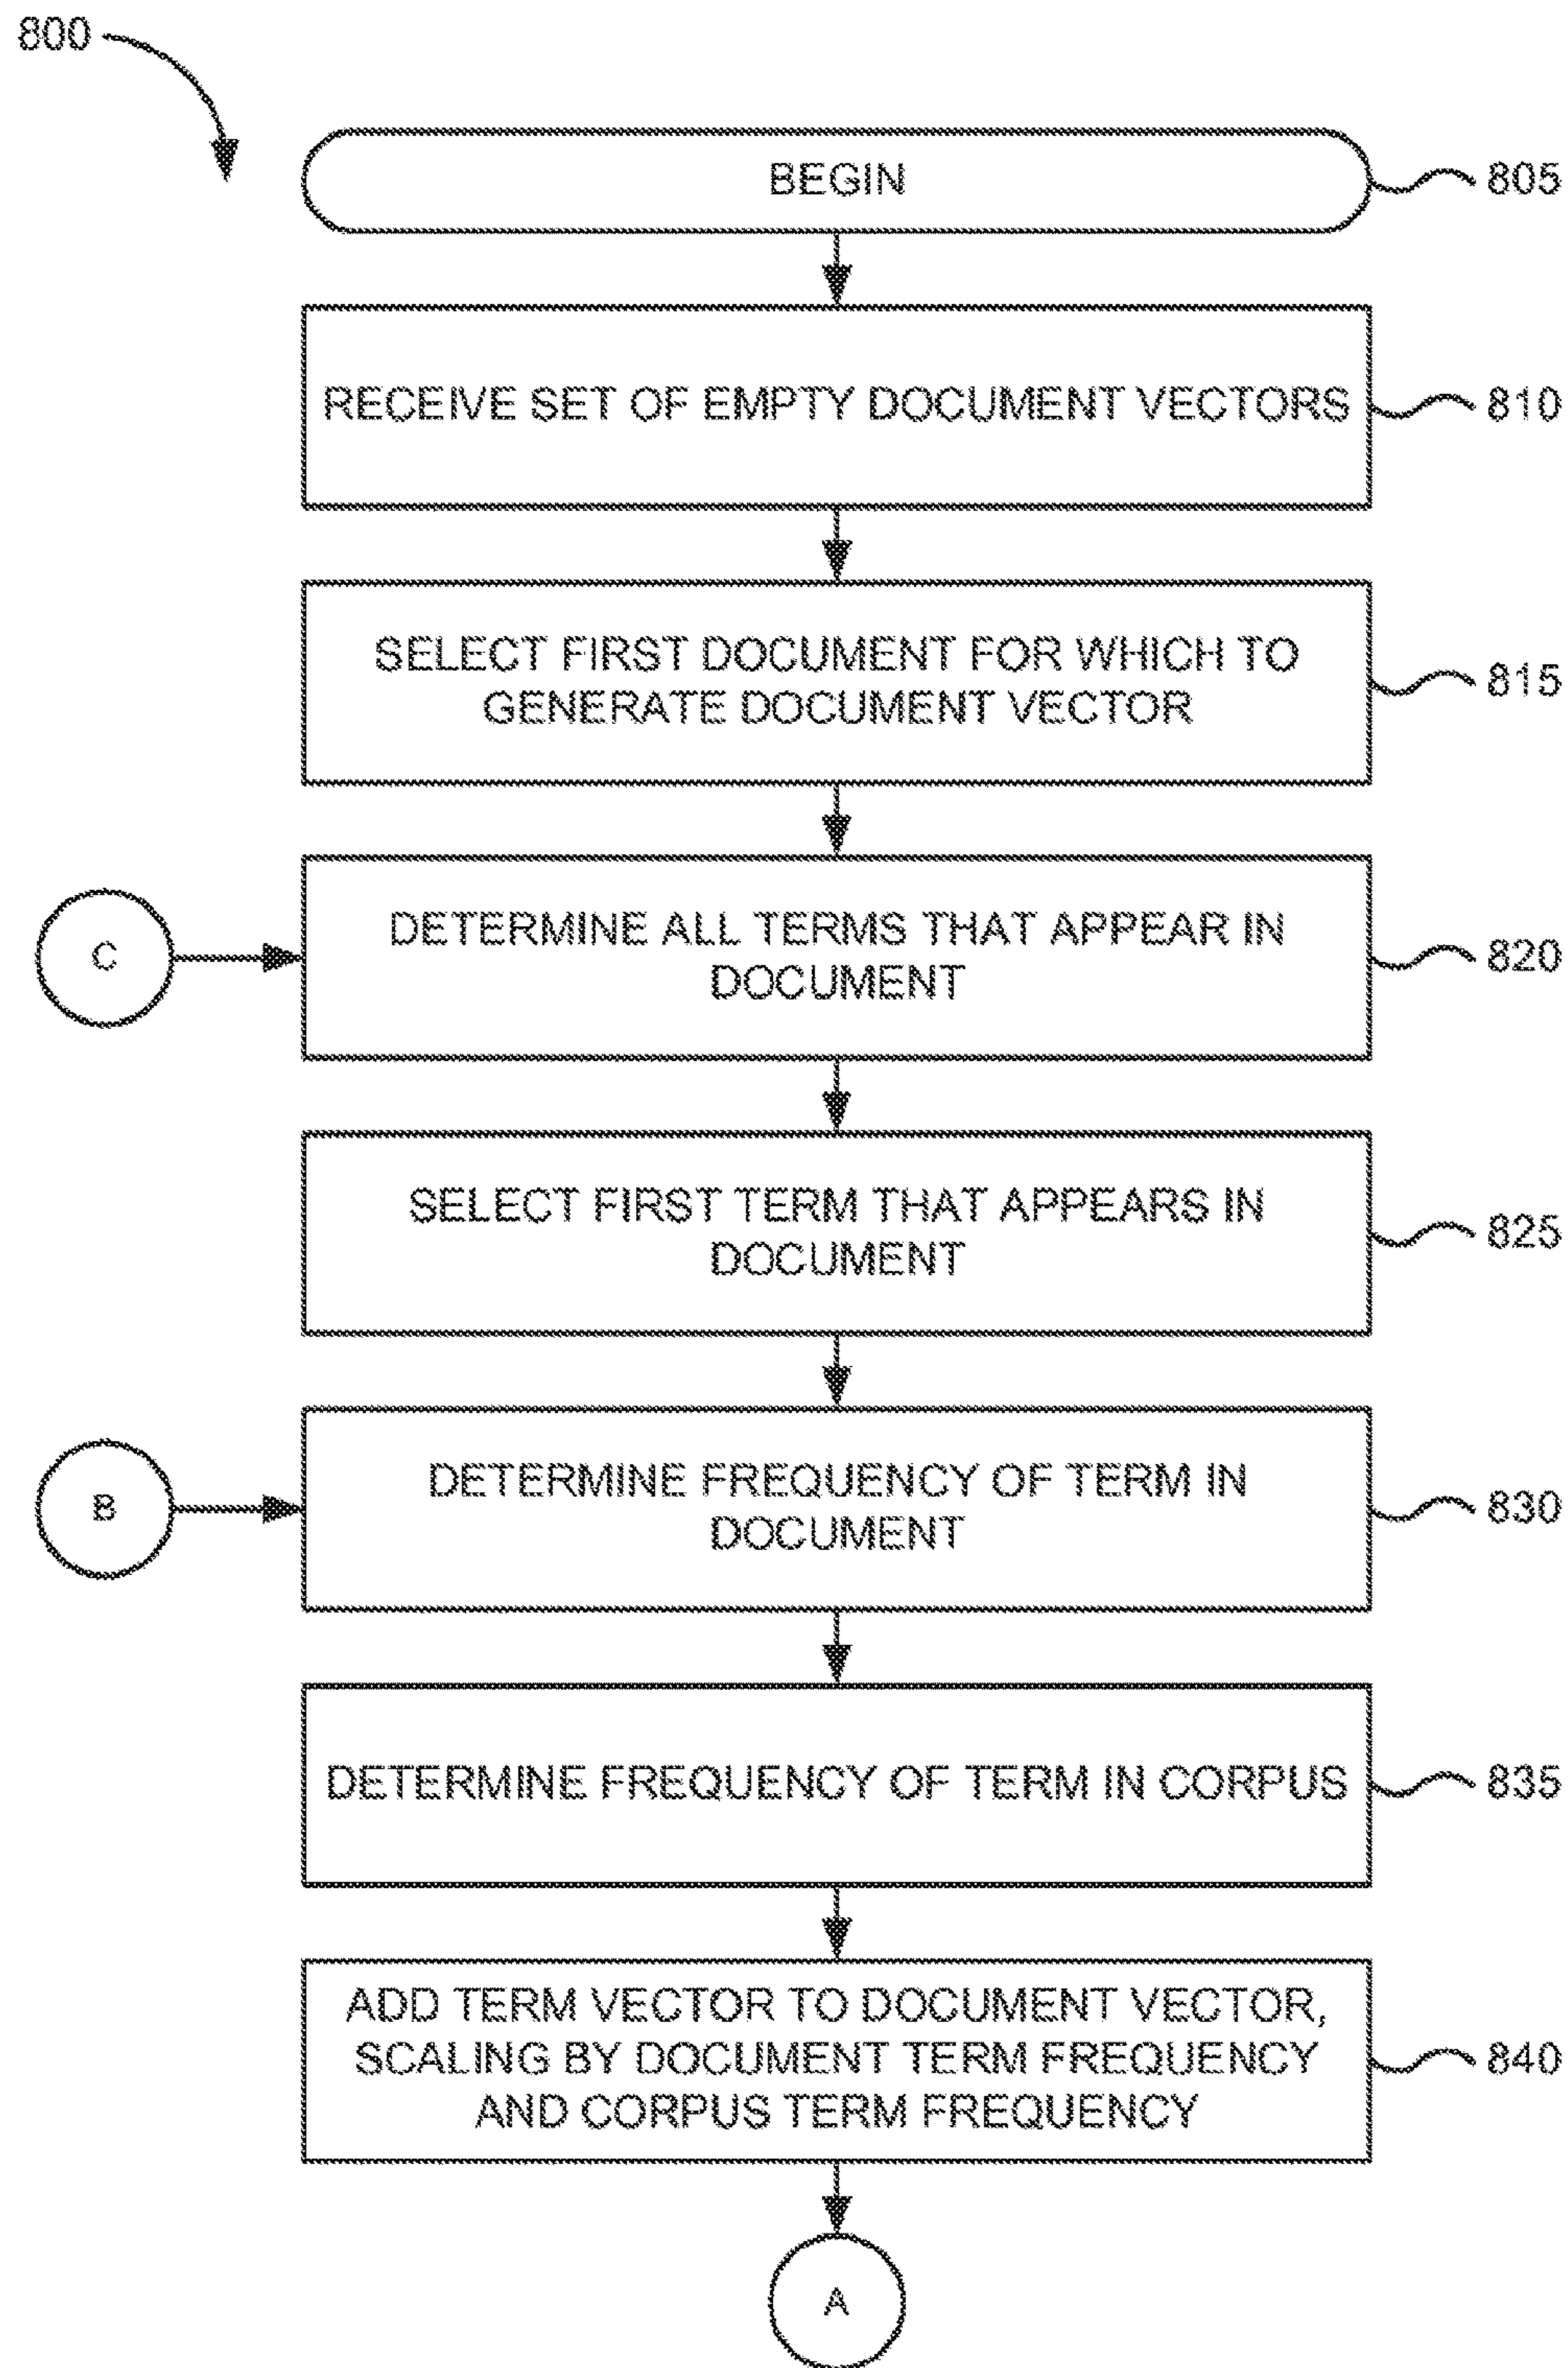 800
BEGIN
805
RECEIVE SET OF EMPTY DOCUMENT VECTORS
810
SELECT FIRST DOCUMENT FOR WHICH TO
GENERATE DOCUMENT VECTOR
815
C
DETERMINE ALL TERMS THAT APPEAR IN
DOCUMENT
820
SELECT FIRST TERM THAT APPEARS IN
DOCUMENT
825
B
DETERMINE FREQUENCY OF TERM IN
DOCUMENT
830
DETERMINE FREQUENCY OF TERM IN CORPUS
835
ADD TERM VECTOR TO DOCUMENT VECTOR,
SCALING BY DOCUMENT TERM FREQUENCY
AND CORPUS TERM FREQUENCY
840
A